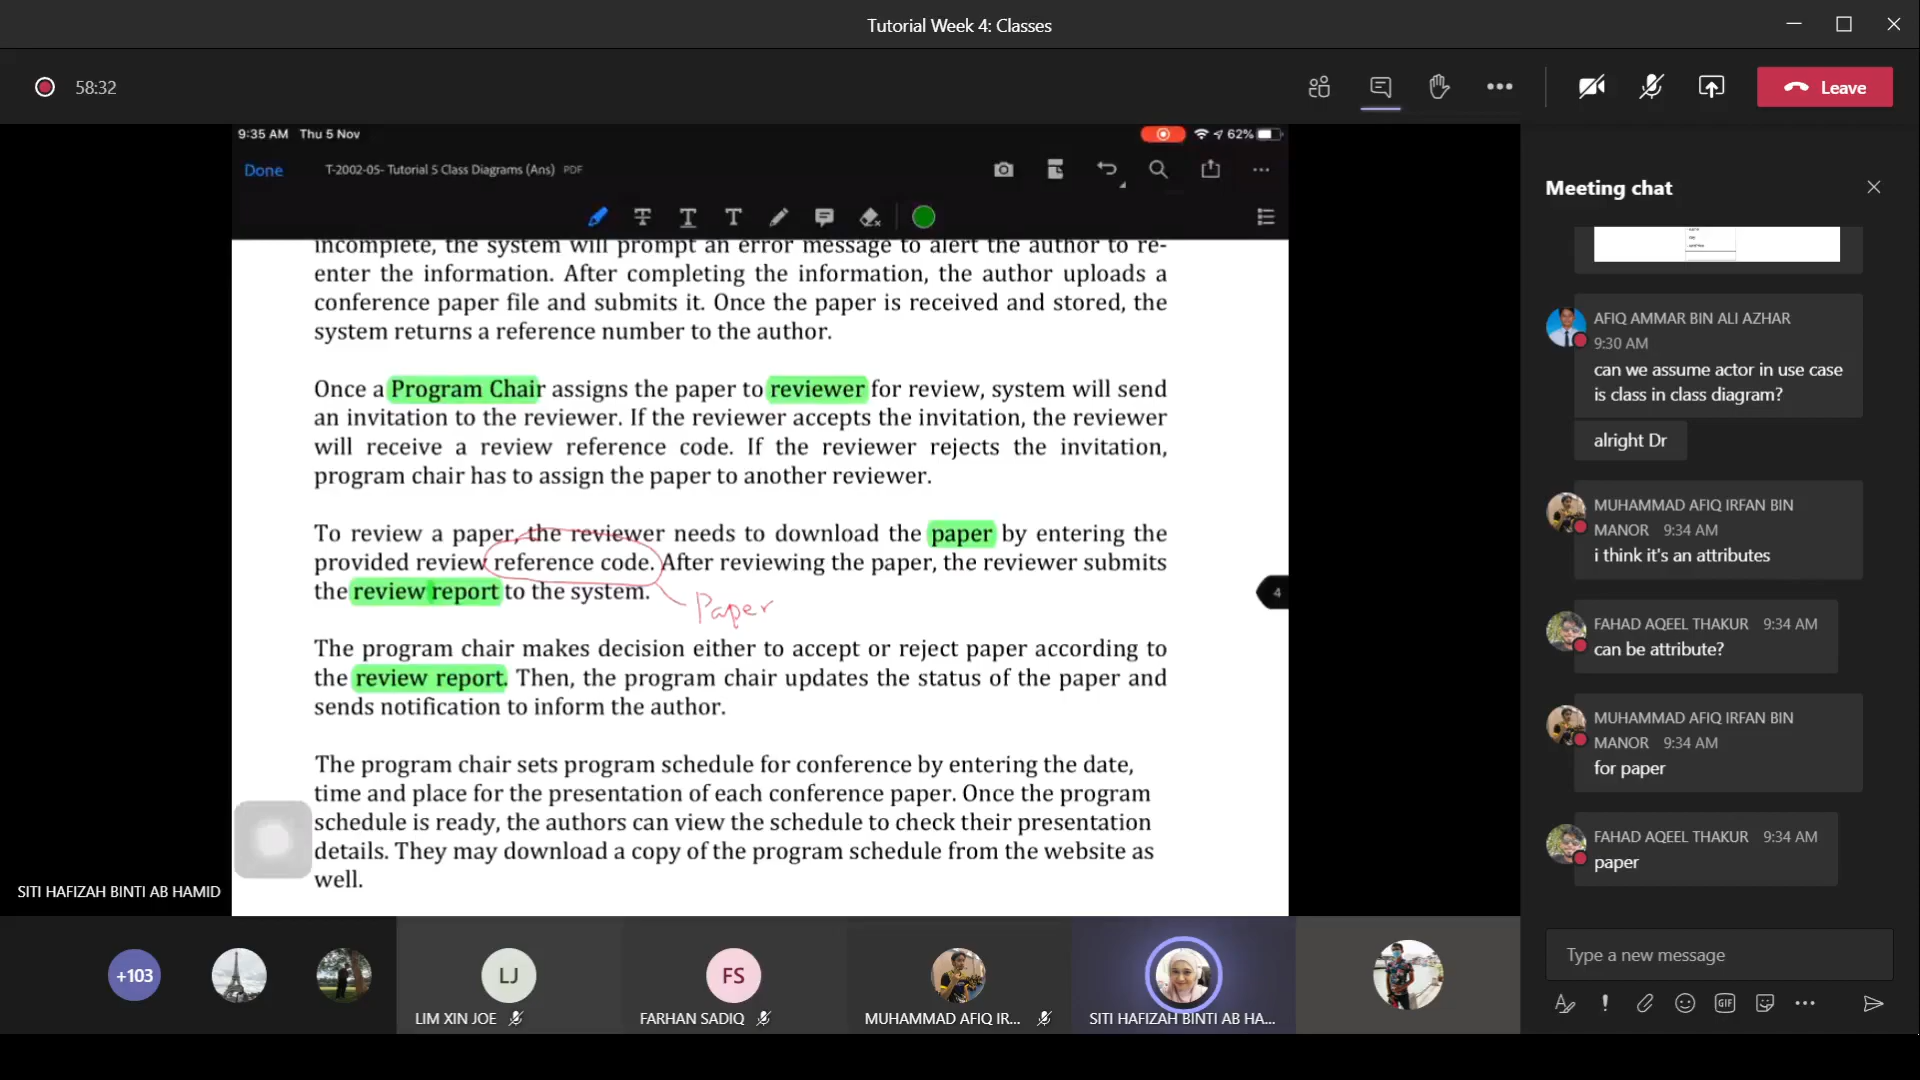 Tutorial Week 4: Classes
58:32
Leave
9:35 AM Thu 5 Nov
62%
Done
T-2002-05- Tutorial 5 Class Diagrams (Ans) PDF
incomplete, the system will prompt an error message to alert the author to re-
enter the information. After completing the information, the author uploads a
conference paper file and submits it. Once the paper is received and stored, the
system returns a reference number to the author.
Once a Program Chair assigns the paper to reviewer for review, system will send
an invitation to the reviewer. If the reviewer accepts the invitation, the reviewer
will receive a review reference code. If the reviewer rejects the invitation,
program chair has to assign the paper to another reviewer.
To review a paper, the reviewer needs to download the paper by entering the
provided review reference code. After reviewing the paper, the reviewer submits
the review report to the system.
Paper
4
The program chair makes decision either to accept or reject paper according to
the review report. Then, the program chair updates the status of the paper and
sends notification to inform the author.
The program chair sets program schedule for conference by entering the date,
time and place for the presentation of each conference paper. Once the program
schedule is ready, the authors can view the schedule to check their presentation
details. They may download a copy of the program schedule from the website as
well.
SITI HAFIZAH BINTI AB HAMID
+103
LJ
LIM XIN JOE
FS
FARHAN SADIQ
MUHAMMAD AFIQ IR...
SITI HAFIZAH BINTI AB HA...
Meeting chat
AFIQ AMMAR BIN ALI AZHAR
9:30 AM
can we assume actor in use case
is class in class diagram?
alright Dr
MUHAMMAD AFIQ IRFAN BIN
MANOR 9:34 AM
i think it's an attributes
FAHAD AQEEL THAKUR 9:34 AM
can be attribute?
MUHAMMAD AFIQ IRFAN BIN
MANOR 9:34 AM
for paper
FAHAD AQEEL THAKUR 9:34 AM
paper
Type a new message
GIF